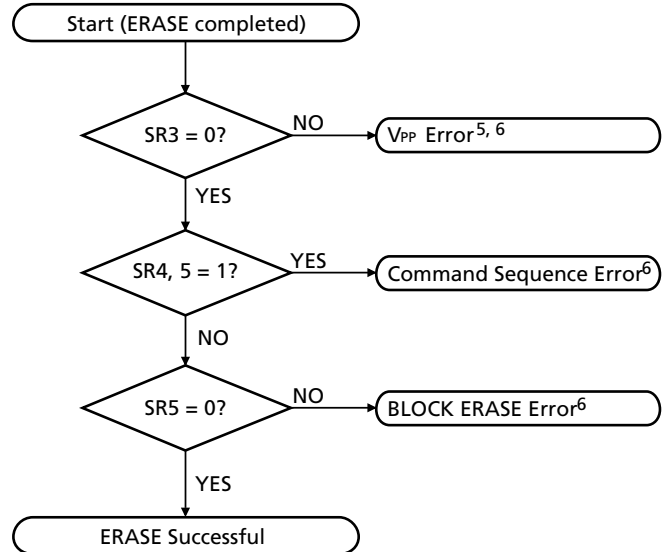 Start (ERASE completed)
SR3 = 0?
NO
VPP Error5, 6
YES
SR4, 5 = 1?
YES
Command Sequence Error6
NO
SR5 = 0?
NO
BLOCK ERASE Error6
YES
ERASE Successful